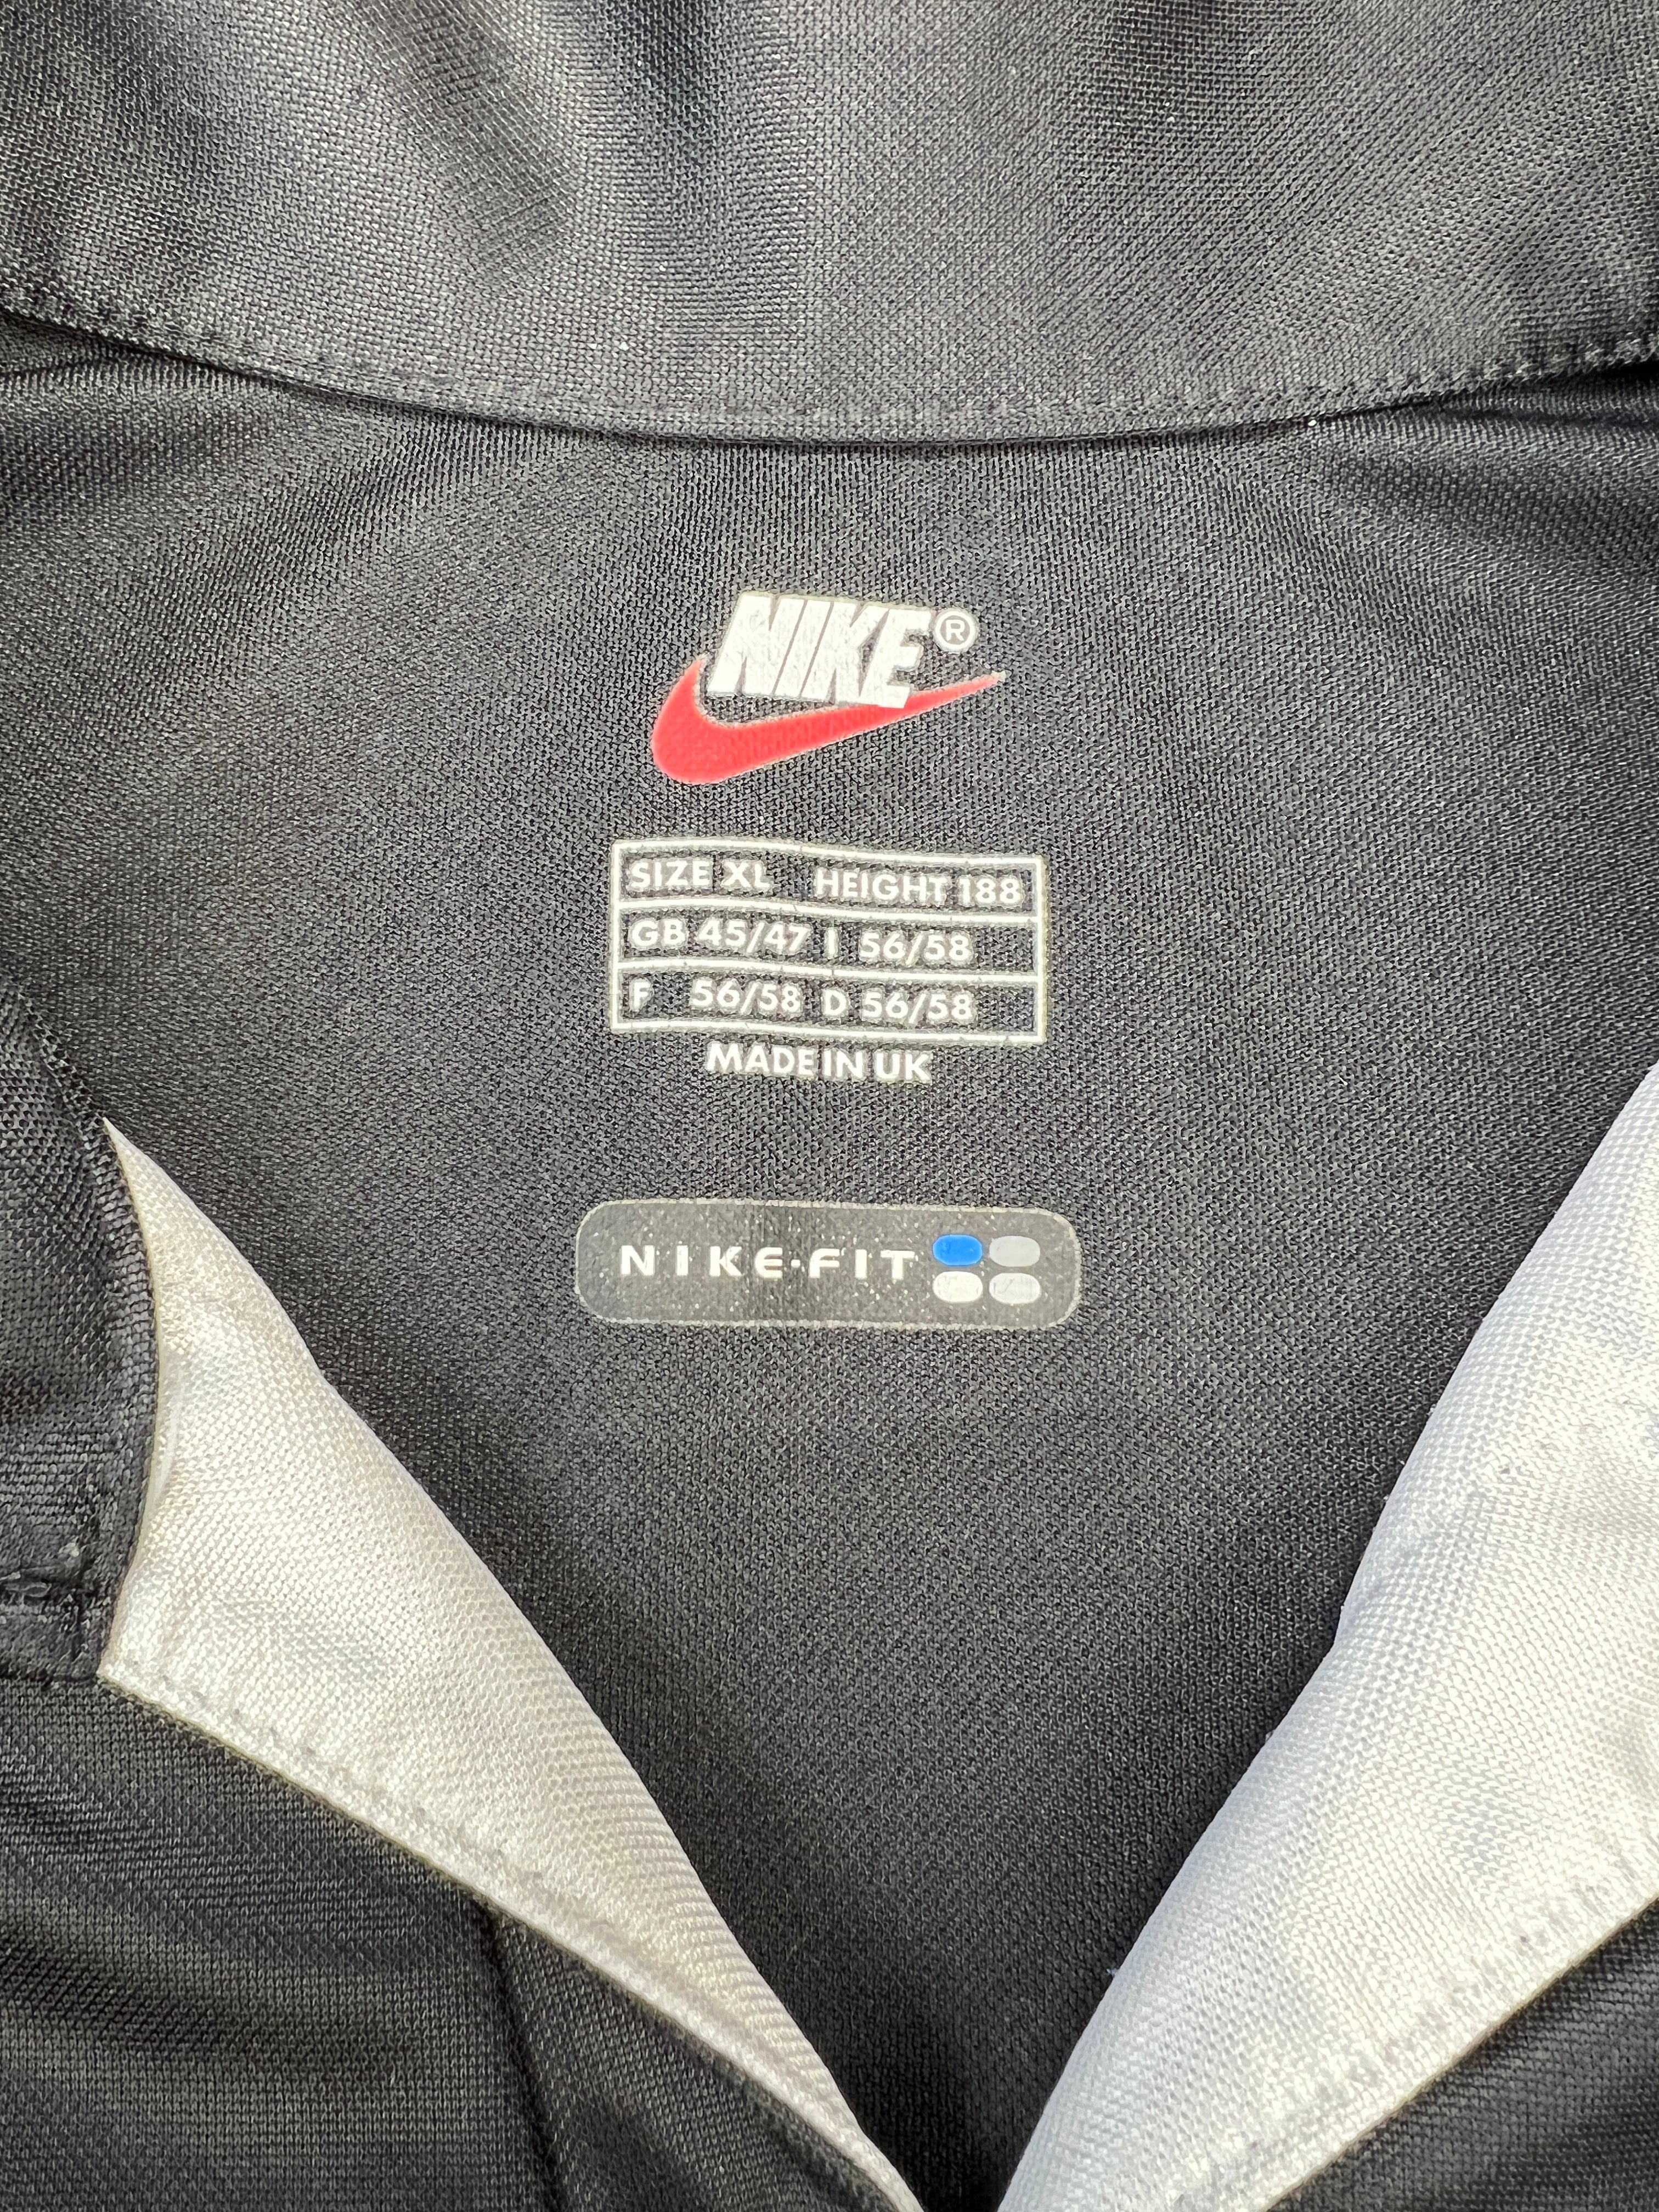 NIKE®
SIZE XL HEIGHT 188
GB 45/47 I 56/58
F 56/58 D 56/58
MADE IN UK
NIKE·FIT